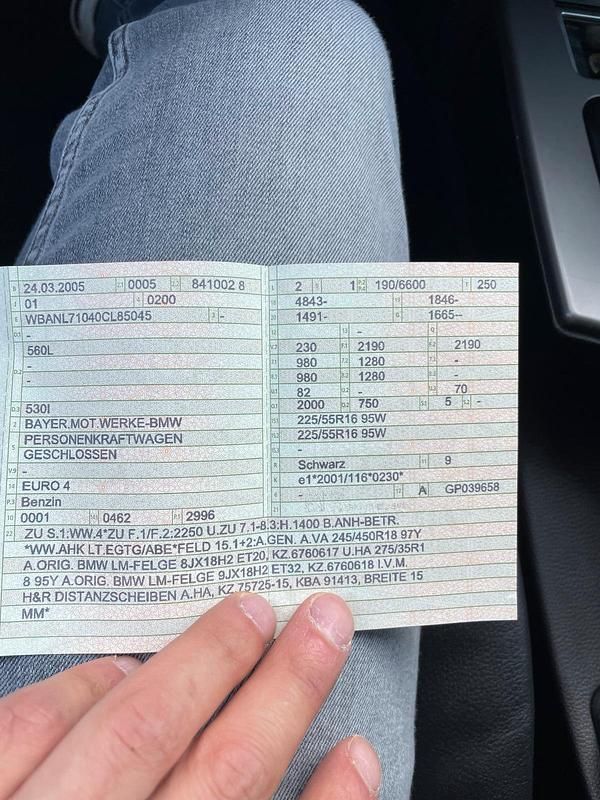 24.03.2005 0005 841002 8
01 0200
WBANL71040CL85045 -
-
560L
-
-
530I
BAYER.MOT.WERKE-BMW
PERSONENKRAFTWAGEN
GESCHLOSSEN
-
EURO 4
Benzin
10 0001 0462 2996
2 1 190/6600 250
4843- 1846-
1491- 1665--
- -
230 2190 2190
980 1280 -
980 1280 -
82 - 70
2000 750 5 -
225/55R16 95W
225/55R16 95W
-
Schwarz 9
e1*2001/116*0230*
- A GP039658
22 ZU S.1:WW.4*ZU F.1/F.2:2250 U.ZU 7.1-8.3:H.1400 B.ANH-BETR.
*WW.AHK LT.EGTG/ABE*FELD 15.1+2:A.GEN. A.VA 245/450R18 97Y
A.ORIG. BMW LM-FELGE 8JX18H2 ET20, KZ.6760617 U.HA 275/35R1
8 95Y A.ORIG. BMW LM-FELGE 9JX18H2 ET32, KZ.6760618 I.V.M.
H&R DISTANZSCHEIBEN A.HA, KZ.75725-15, KBA 91413, BREITE 15
MM*